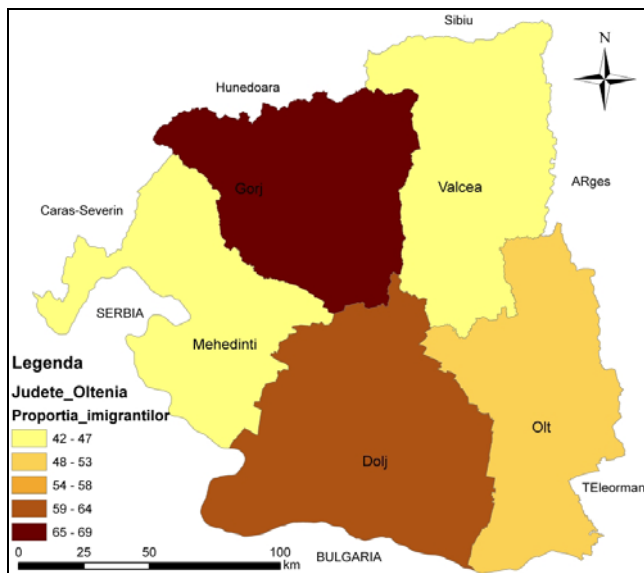 Sibiu
N
Hunedoara
Gorj
Valcea
ARges
Caras-Severin
SERBIA
Mehedinti
Olt
Dolj
TEleorman
BULGARIA
Legenda
Judete_Oltenia
Proportia_imigrantilor
42 - 47
48 - 53
54 - 58
59 - 64
65 - 69
0 25 50 100
km